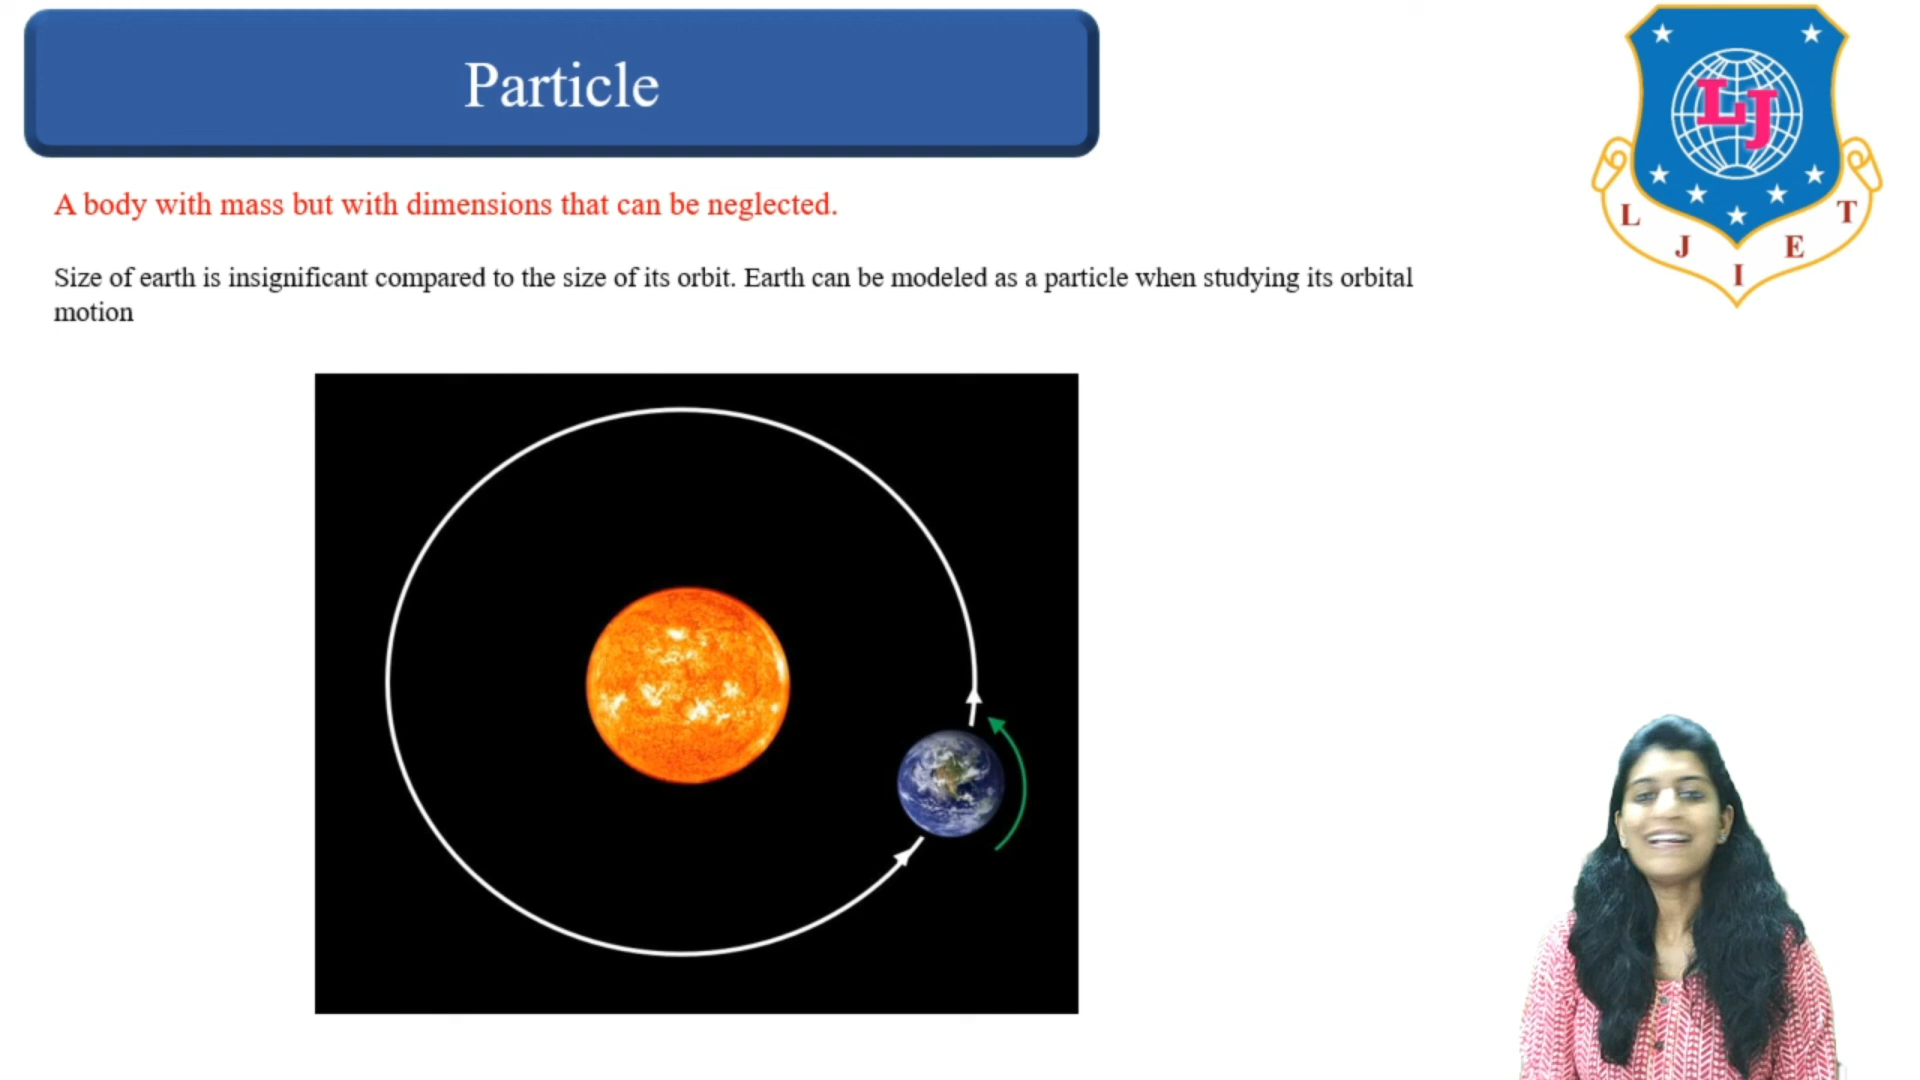 Particle
A body with mass but with dimensions that can be neglected.
Size of earth is insignificant compared to the size of its orbit. Earth can be modeled as a particle when studying its orbital
motion
LJ
L J I E T